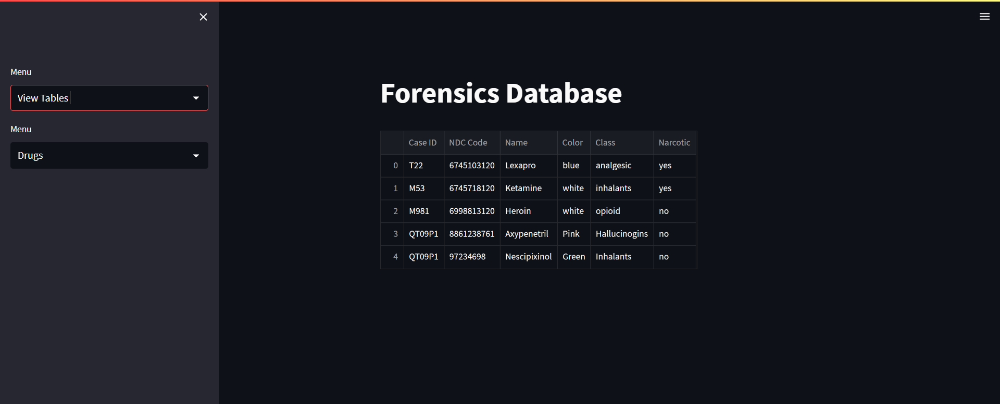 Menu
View Tables
Menu
Drugs
Forensics Database
Case ID NDC Code Name Color Class Narcotic
0 T22 6745103120 Lexapro blue analgesic yes
1 M53 6745718120 Ketamine white inhalants yes
2 M981 6998813120 Heroin white opioid no
3 QT09P1 8861238761 Axypenetril Pink Hallucinogins no
4 QT09P1 97234698 Nescipixinol Green Inhalants no